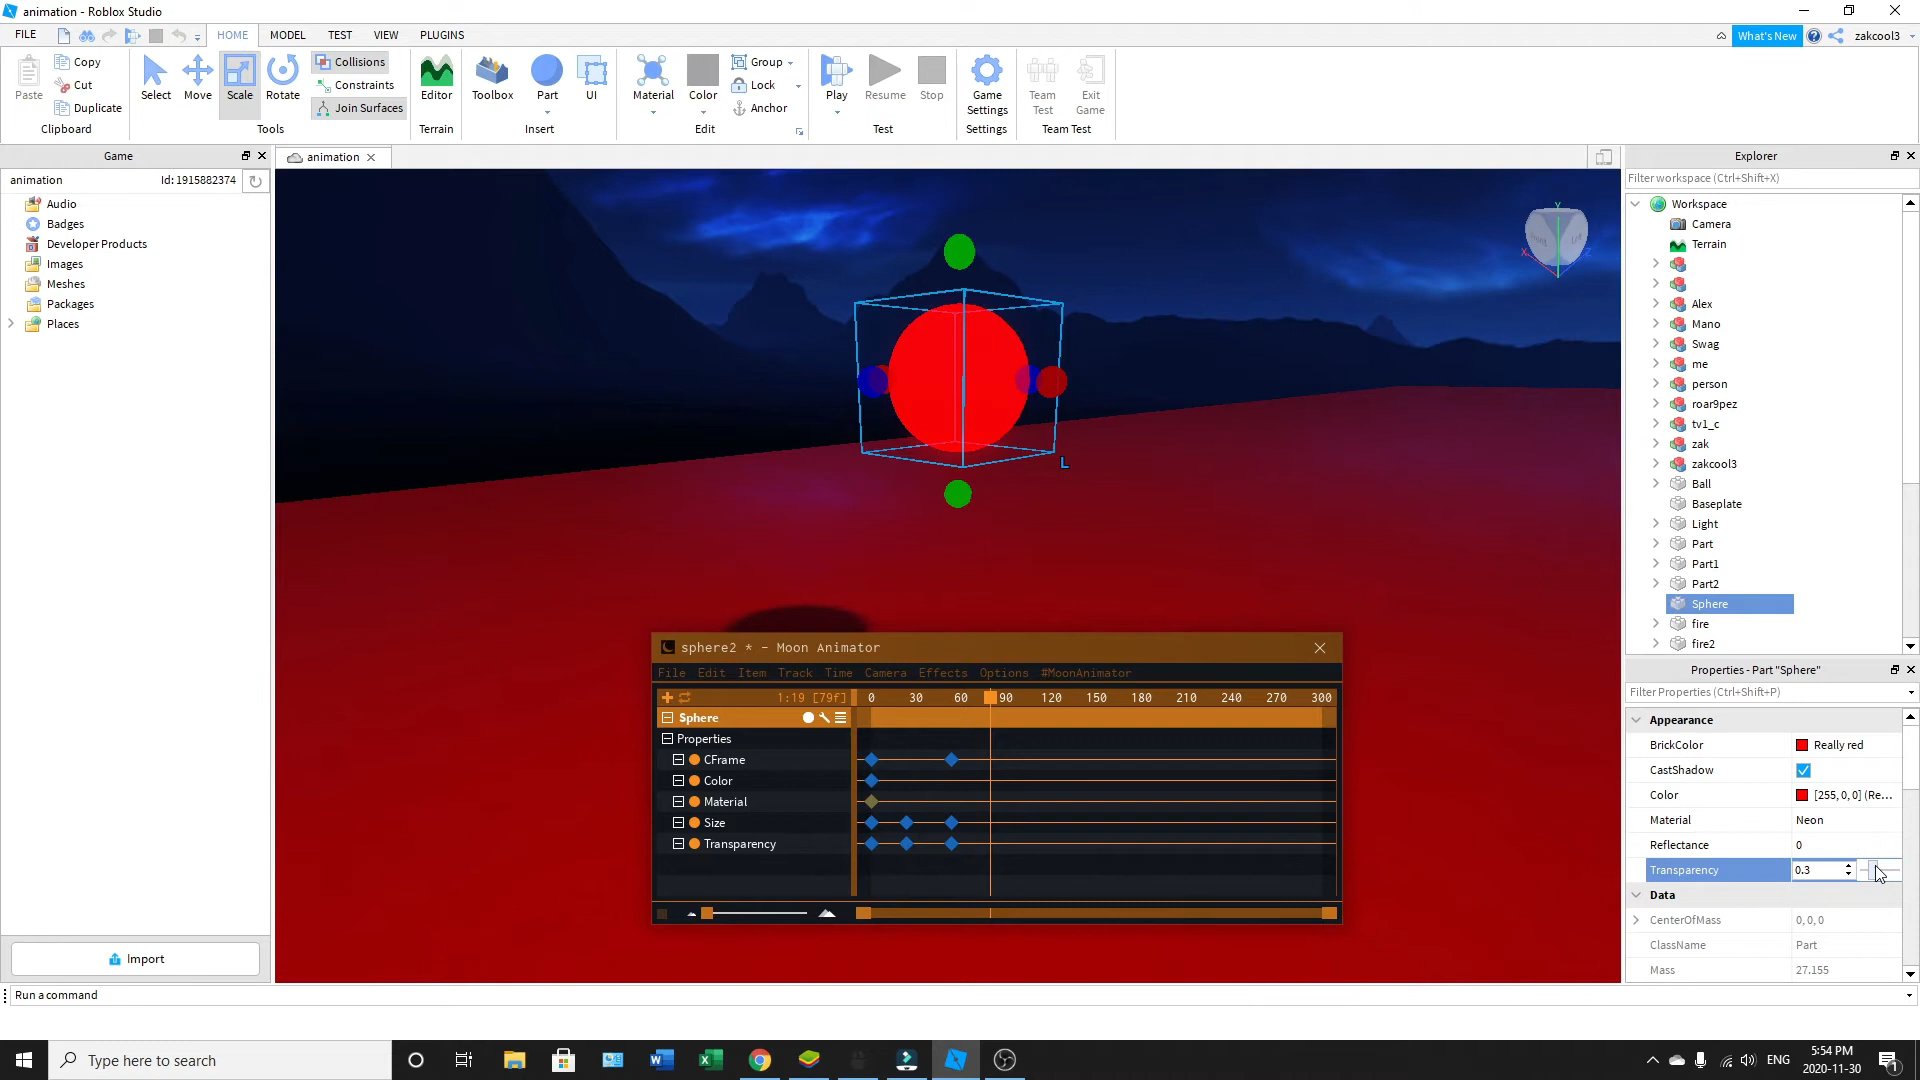 animation - Roblox Studio
FILE HOME MODEL TEST VIEW PLUGINS What's New zakcool3
Paste Copy Cut Duplicate Clipboard
Select Move Scale Rotate Collisions Constraints Join Surfaces Tools
Editor Terrain
Toolbox Part UI Insert
Material Color Group Lock Anchor Edit
Play Resume Stop Test
Game Settings Settings
Team Test Exit Game Team Test
Game
animation Id: 1915882374
Audio
Badges
Developer Products
Images
Meshes
Packages
Places
Import
animation
Y
X
Z
L
sphere2 * - Moon Animator
File Edit Item Track Time Camera Effects Options #MoonAnimator
1:19 [79f] 0 30 60 90 120 150 180 210 240 270 300
Sphere
Properties
CFrame
Color
Material
Size
Transparency
Explorer
Filter workspace (Ctrl+Shift+X)
Workspace
Camera
Terrain
Alex
Mano
Swag
me
person
roar9pez
tv1_c
zak
zakcool3
Ball
Baseplate
Light
Part
Part1
Part2
Sphere
fire
fire2
Properties - Part "Sphere"
Filter Properties (Ctrl+Shift+P)
Appearance
BrickColor Really red
CastShadow
Color [255, 0, 0] (Re...
Material Neon
Reflectance 0
Transparency 0.3
Data
CenterOfMass 0, 0, 0
ClassName Part
Mass 27.155
Run a command
Type here to search
ENG
5:54 PM
2020-11-30
1